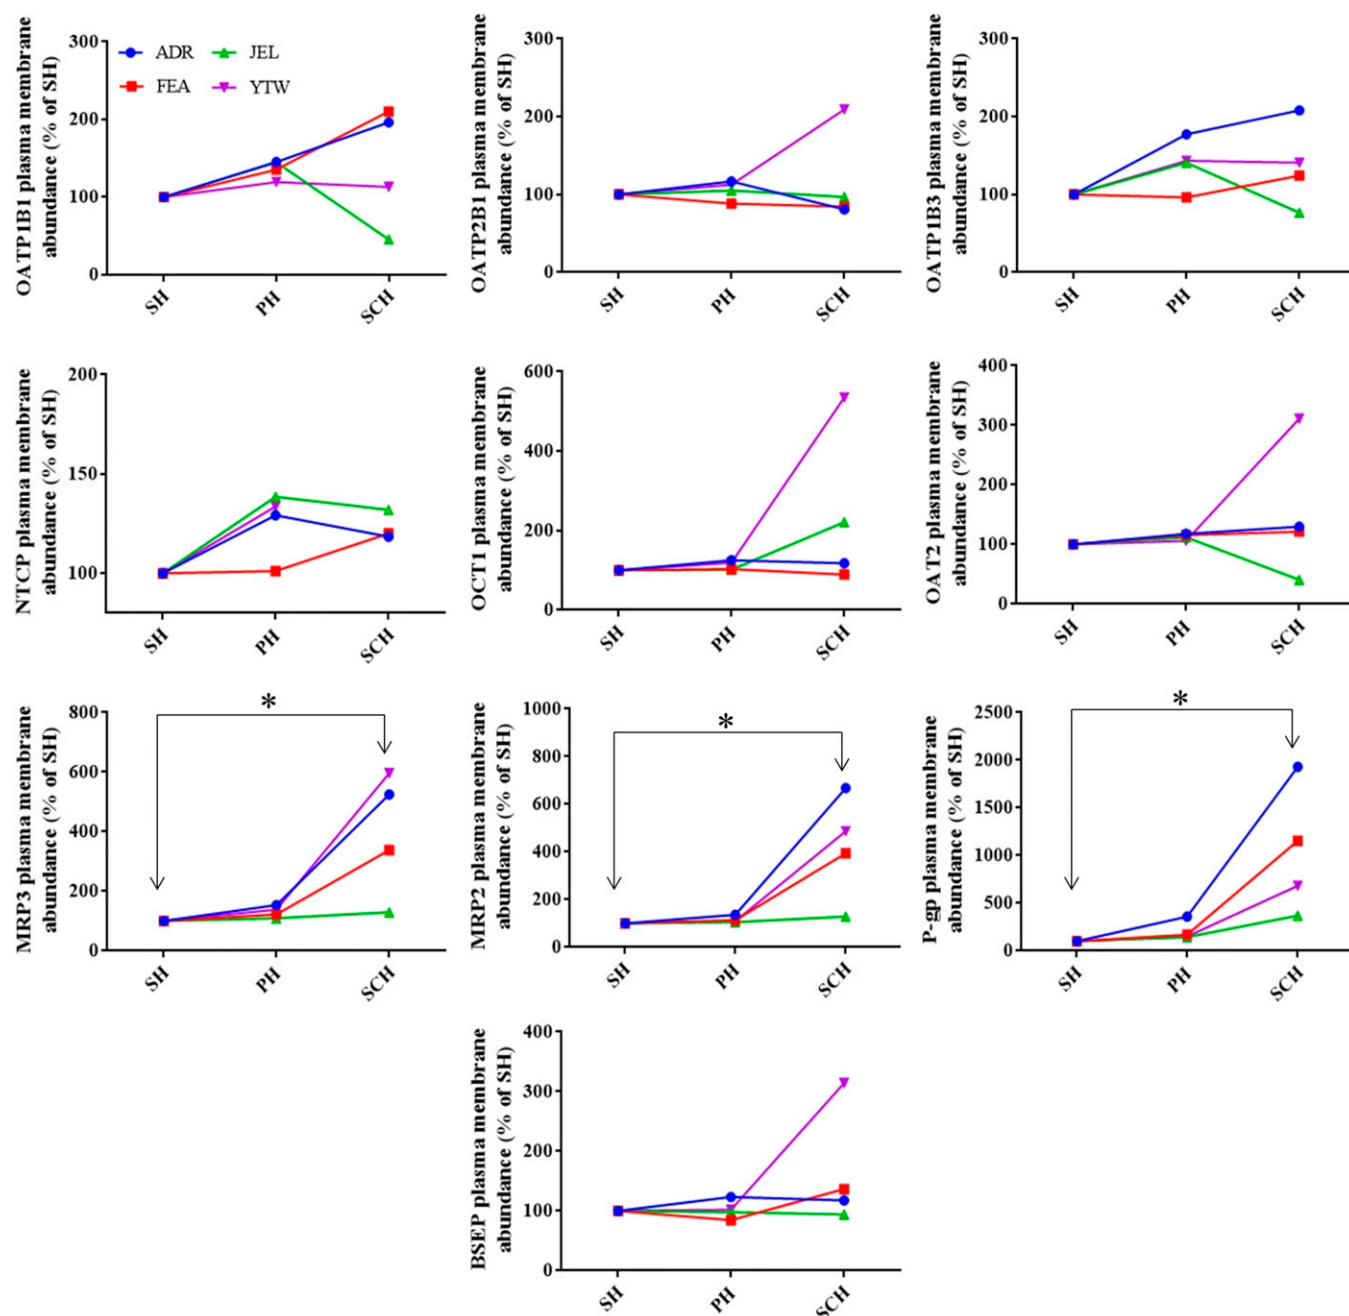 OATP1B1 plasma membrane
abundance (% of SH)
300
200
100
0
ADR
JEL
FEA
YTW
SH
PH
SCH
OATP2B1 plasma membrane
abundance (% of SH)
300
200
100
0
SH
PH
SCH
OATP1B3 plasma membrane
abundance (% of SH)
300
200
100
0
SH
PH
SCH
NTCP plasma membrane
abundance (% of SH)
200
150
100
SH
PH
SCH
OCT1 plasma membrane
abundance (% of SH)
600
400
200
0
SH
PH
SCH
OAT2 plasma membrane
abundance (% of SH)
400
300
200
100
0
SH
PH
SCH
MRP3 plasma membrane
abundance (% of SH)
800
600
400
200
0
*
SH
PH
SCH
MRP2 plasma membrane
abundance (% of SH)
1000
800
600
400
200
0
*
SH
PH
SCH
P-gp plasma membrane
abundance (% of SH)
2500
2000
1500
1000
500
0
*
SH
PH
SCH
BSEP plasma membrane
abundance (% of SH)
400
300
200
100
0
SH
PH
SCH